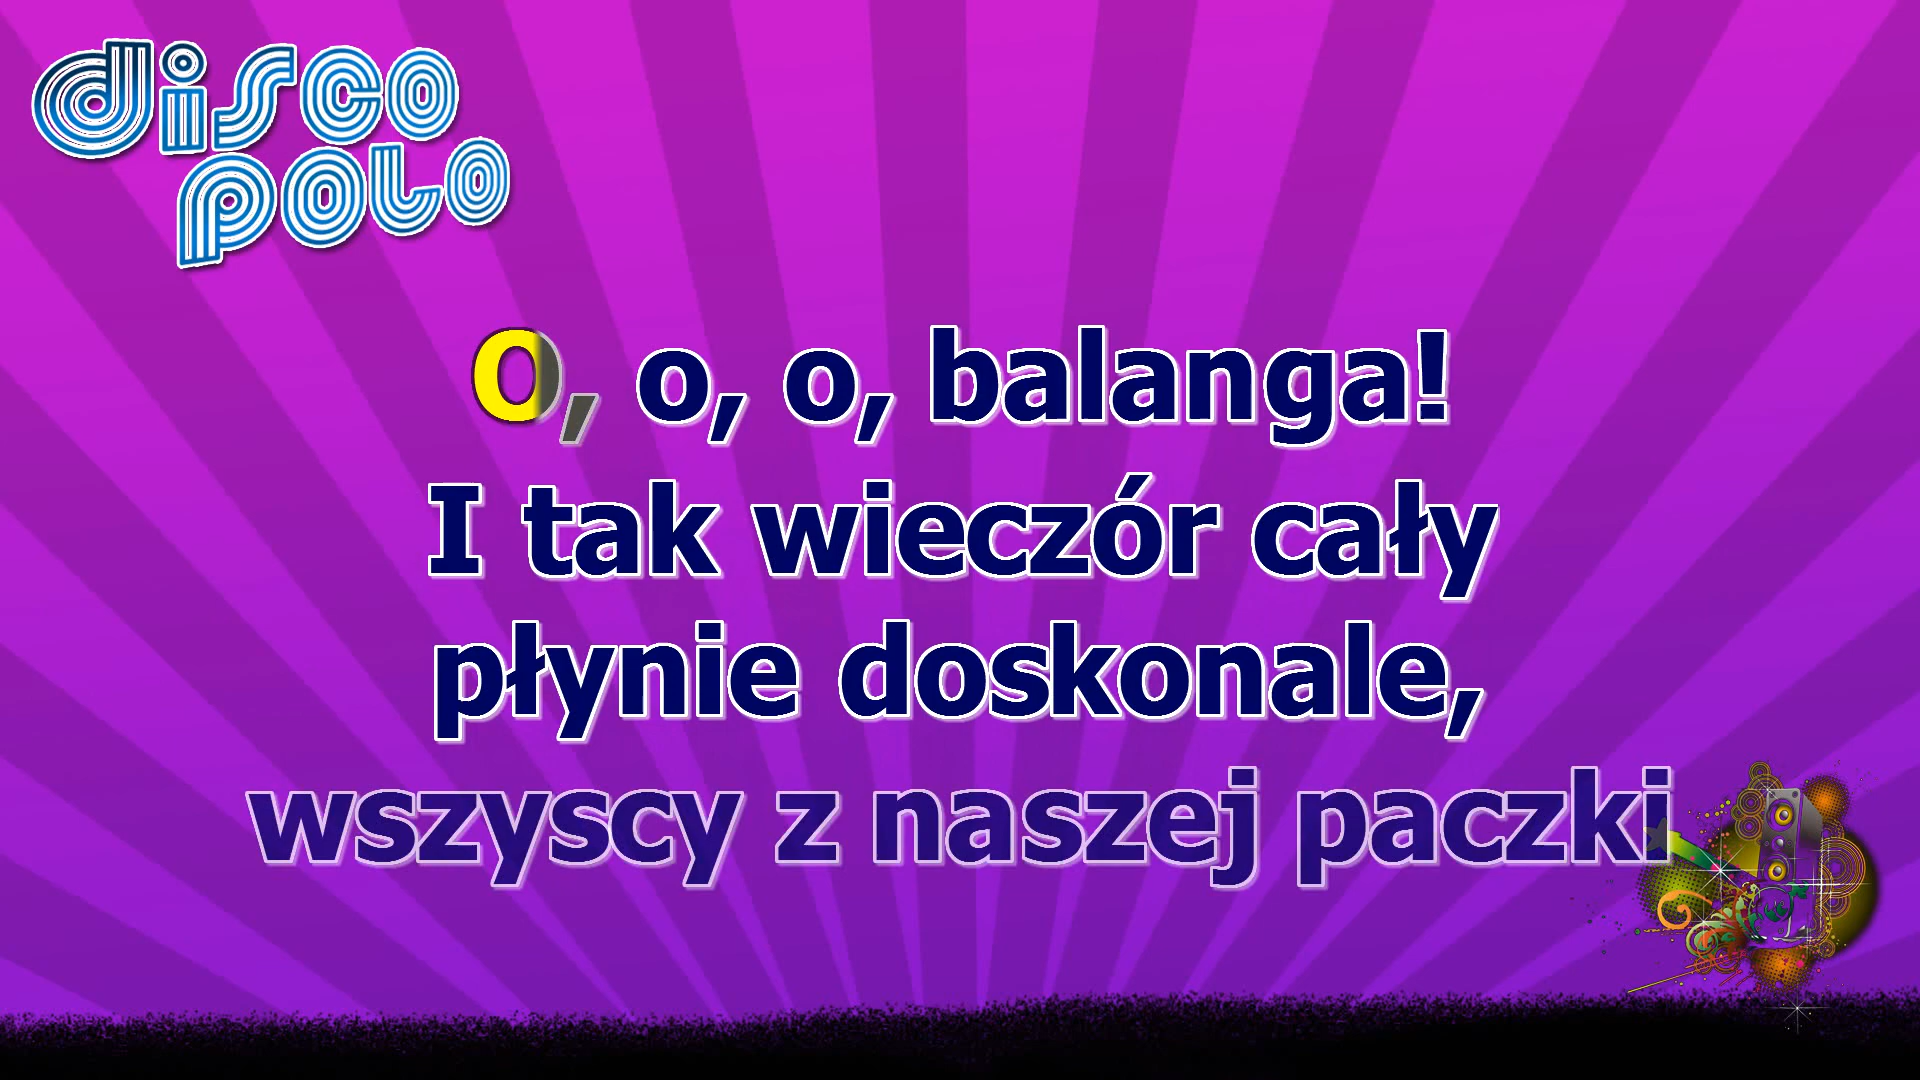 disco
polo
O, o, o, balanga!
I tak wieczór cały
płynie doskonale,
wszyscy z naszej paczki